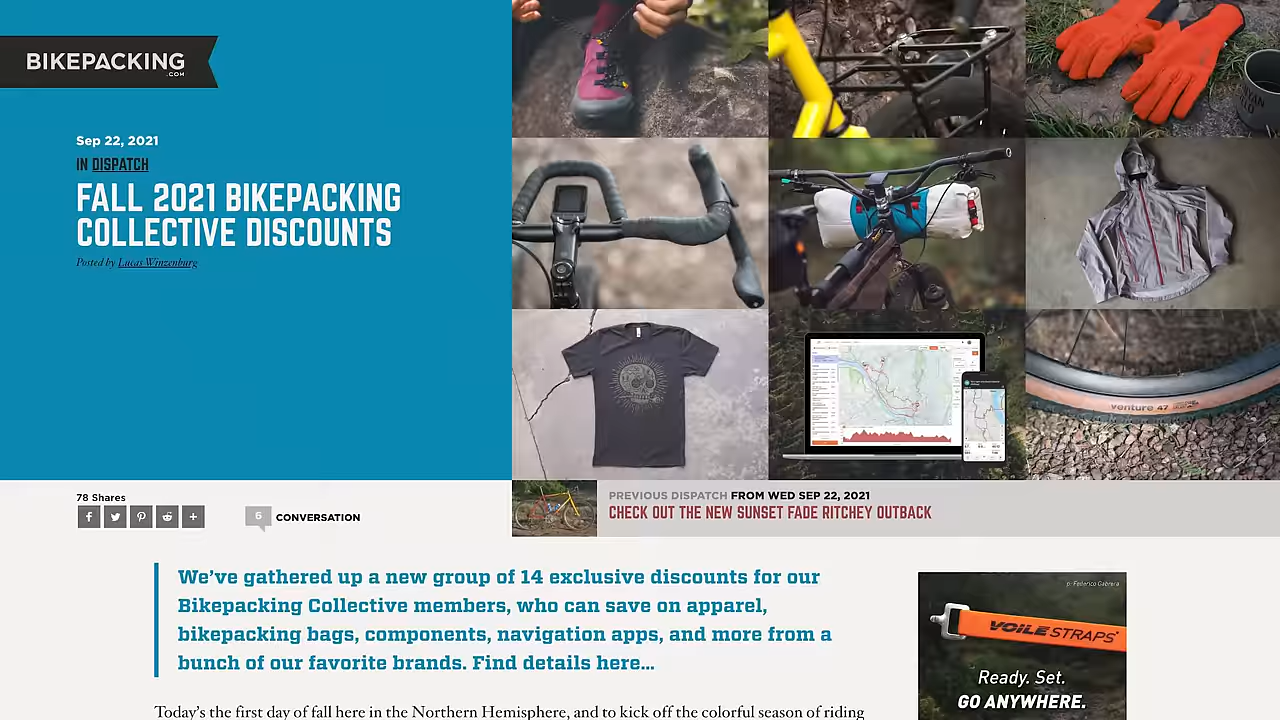 BIKEPACKING
.COM
Sep 22, 2021
IN DISPATCH
FALL 2021 BIKEPACKING
COLLECTIVE DISCOUNTS
Posted by Lucas Winzenburg
venture 47
78 Shares
6 CONVERSATION
PREVIOUS DISPATCH FROM WED SEP 22, 2021
CHECK OUT THE NEW SUNSET FADE RITCHEY OUTBACK
We've gathered up a new group of 14 exclusive discounts for our
Bikepacking Collective members, who can save on apparel,
bikepacking bags, components, navigation apps, and more from a
bunch of our favorite brands. Find details here...
p: Federico Cabrera
VOILE STRAPS
Ready. Set.
GO ANYWHERE.
Today's the first day of fall here in the Northern Hemisphere, and to kick off the colorful season of riding